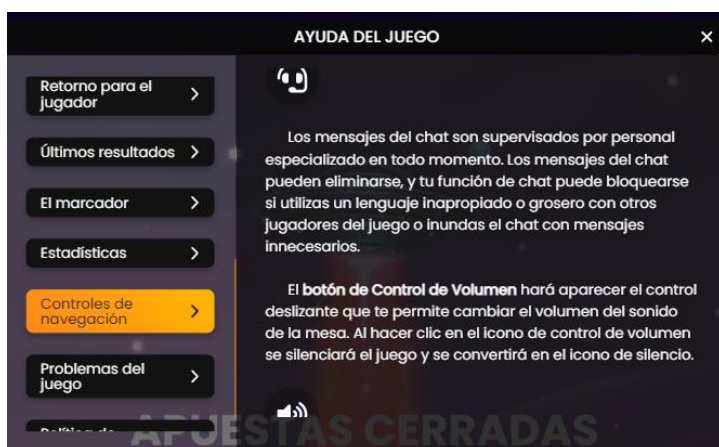 AYUDA DEL JUEGO
Retorno para el
jugador
Últimos resultados
El marcador
Estadísticas
Controles de
navegación
Problemas del
juego
Los mensajes del chat son supervisados por personal
especializado en todo momento. Los mensajes del chat
pueden eliminarse, y tu función de chat puede bloquearse
si utilizas un lenguaje inapropiado o grosero con otros
jugadores del juego o inundas el chat con mensajes
innecesarios.
El botón de Control de Volumen hará aparecer el control
deslizante que te permite cambiar el volumen del sonido
de la mesa. Al hacer clic en el icono de control de volumen
se silenciará el juego y se convertirá en el icono de silencio.
APUESTAS CERRADAS